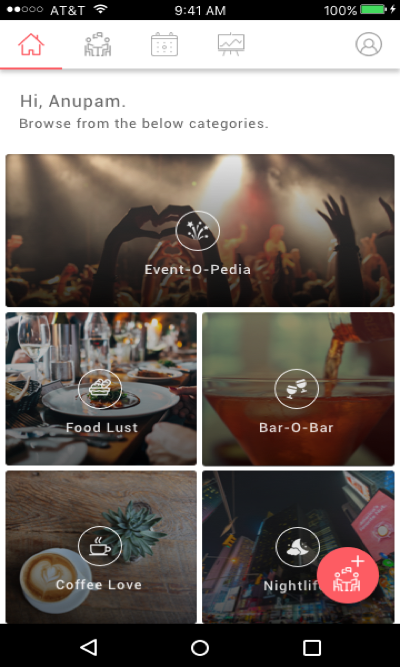 AT&T 9:41 AM 100%
Hi, Anupam.
Browse from the below categories.
Event-O-Pedia
Food Lust
Bar-O-Bar
Coffee Love
Nightlif